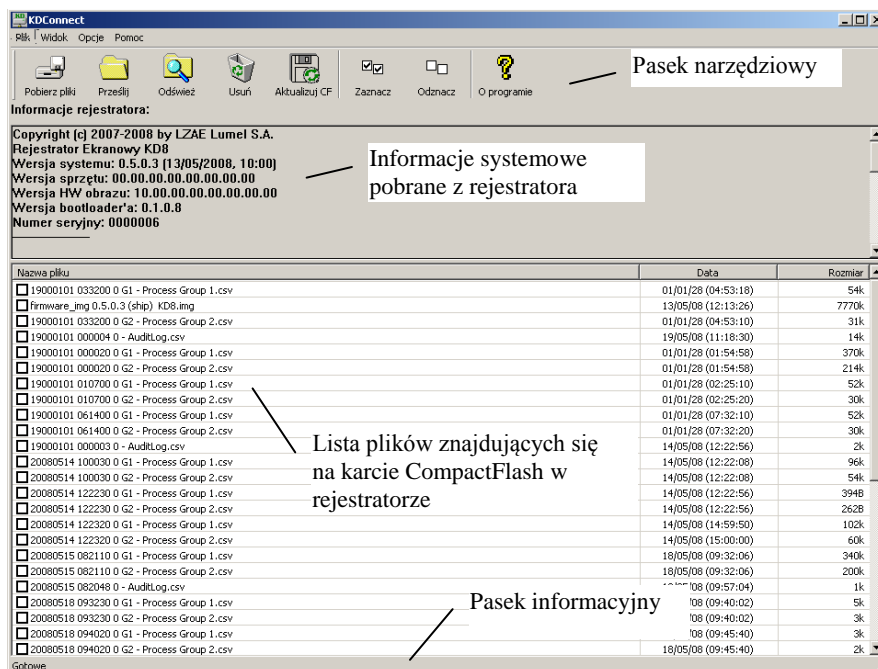 KDConnect
Plik Widok Opcje Pomoc
Pobierz pliki Prześlij Odśwież Usuń Aktualizuj CF Zaznacz Odznacz O programie
Pasek narzędziowy
Informacje rejestratora:
Copyright (c) 2007-2008 by LZAE Lumel S.A.
Rejestrator Ekranowy KD8
Wersja systemu: 0.5.0.3 (13/05/2008, 10:00)
Wersja sprzętu: 00.00.00.00.00.00.00.00
Wersja HW obrazu: 10.00.00.00.00.00.00.00
Wersja bootloader'a: 0.1.0.8
Numer seryjny: 0000006
Informacje systemowe
pobrane z rejestratora
Nazwa pliku Data Rozmiar
19000101 033200 0 G1 - Process Group 1.csv 01/01/28 (04:53:18) 54k
firmware_img 0.5.0.3 (ship) KD8.img 13/05/08 (12:13:26) 7770k
19000101 033200 0 G2 - Process Group 2.csv 01/01/28 (04:53:10) 31k
19000101 000004 0 - AuditLog.csv 19/05/08 (11:18:30) 14k
19000101 000020 0 G1 - Process Group 1.csv 01/01/28 (01:54:58) 370k
19000101 000020 0 G2 - Process Group 2.csv 01/01/28 (01:54:58) 214k
19000101 010700 0 G1 - Process Group 1.csv 01/01/28 (02:25:10) 52k
19000101 010700 0 G2 - Process Group 2.csv 01/01/28 (02:25:20) 30k
19000101 061400 0 G1 - Process Group 1.csv 01/01/28 (07:32:10) 52k
19000101 061400 0 G2 - Process Group 2.csv 01/01/28 (07:32:20) 30k
19000101 000003 0 - AuditLog.csv 14/05/08 (12:22:56) 2k
20080514 100030 0 G1 - Process Group 1.csv 14/05/08 (12:22:08) 96k
20080514 100030 0 G2 - Process Group 2.csv 14/05/08 (12:22:08) 54k
20080514 122230 0 G1 - Process Group 1.csv 14/05/08 (12:22:56) 394B
20080514 122230 0 G2 - Process Group 2.csv 14/05/08 (12:22:56) 262B
20080514 122320 0 G1 - Process Group 1.csv 14/05/08 (14:59:50) 102k
20080514 122320 0 G2 - Process Group 2.csv 14/05/08 (15:00:00) 60k
20080515 082110 0 G1 - Process Group 1.csv 18/05/08 (09:32:06) 340k
20080515 082110 0 G2 - Process Group 2.csv 18/05/08 (09:32:06) 200k
20080515 082048 0 - AuditLog.csv (09:57:04) 1k
20080518 093230 0 G1 - Process Group 1.csv /08 (09:40:02) 5k
20080518 093230 0 G2 - Process Group 2.csv /08 (09:40:02) 3k
20080518 094020 0 G1 - Process Group 1.csv /08 (09:45:40) 3k
20080518 094020 0 G2 - Process Group 2.csv 18/05/08 (09:45:40) 2k
Lista plików znajdujących się
na karcie CompactFlash w
rejestratorze
Pasek informacyjny
Gotowe